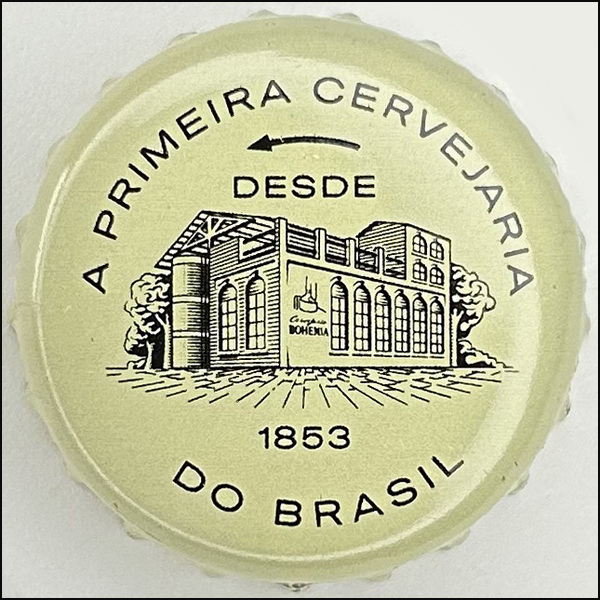 A PRIMEIRA CERVEJARIA
DESDE
Cervejaria
BOHEMIA
1853
DO BRASIL